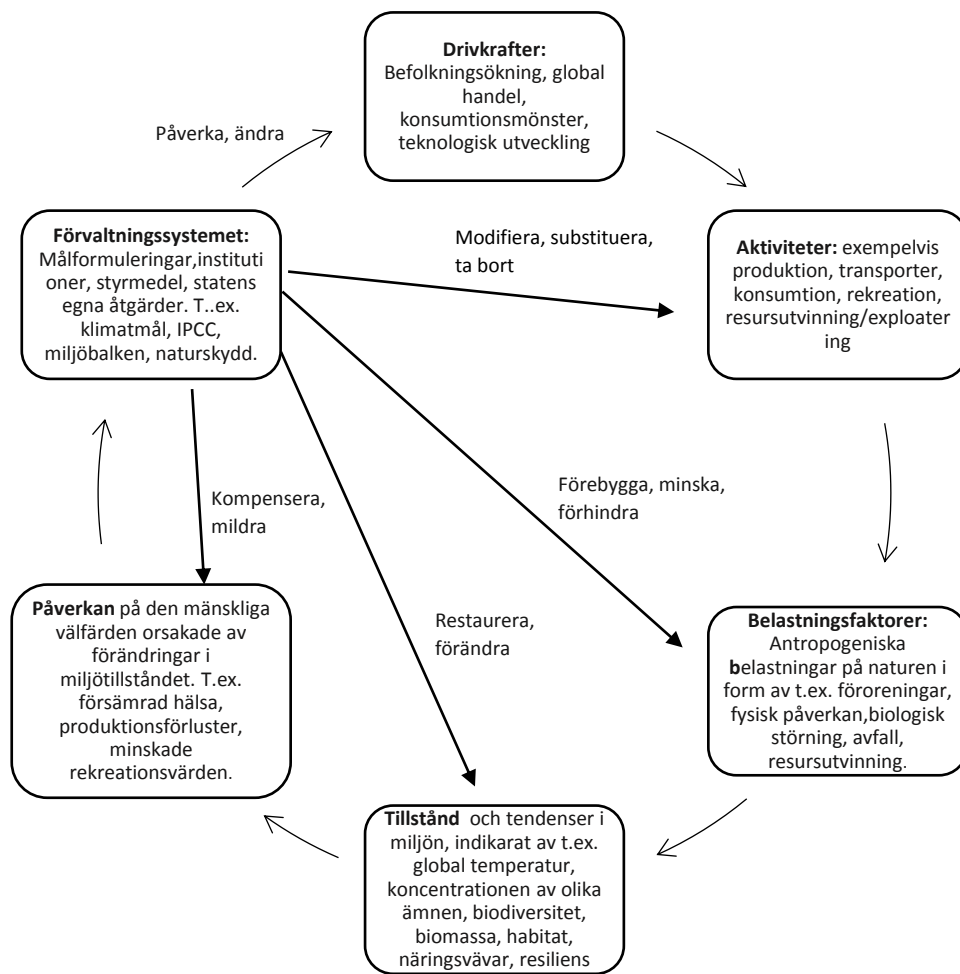 Drivkrafter:
Befolkningsökning, global
handel,
konsumtionsmönster,
teknologisk utveckling
Påverka, ändra
Förvaltningssystemet:
Målformuleringar,instituti
oner, styrmedel, statens
egna åtgärder. T..ex.
klimatmål, IPCC,
miljöbalken, naturskydd.
Modifiera, substituera,
ta bort
Aktiviteter: exempelvis
produktion, transporter,
konsumtion, rekreation,
resursutvinning/exploater
ing
Kompensera,
mildra
Förebygga, minska,
förhindra
Restaurera,
förändra
Påverkan på den mänskliga
välfärden orsakade av
förändringar i
miljötillståndet. T.ex.
försämrad hälsa,
produktionsförluster,
minskade
rekreationsvärden.
Belastningsfaktorer:
Antropogeniska
belastningar på naturen i
form av t.ex. föroreningar,
fysisk påverkan,biologisk
störning, avfall,
resursutvinning.
Tillstånd och tendenser i
miljön, indikarat av t.ex.
global temperatur,
koncentrationen av olika
ämnen, biodiversitet,
biomassa, habitat,
näringsvävar, resiliens